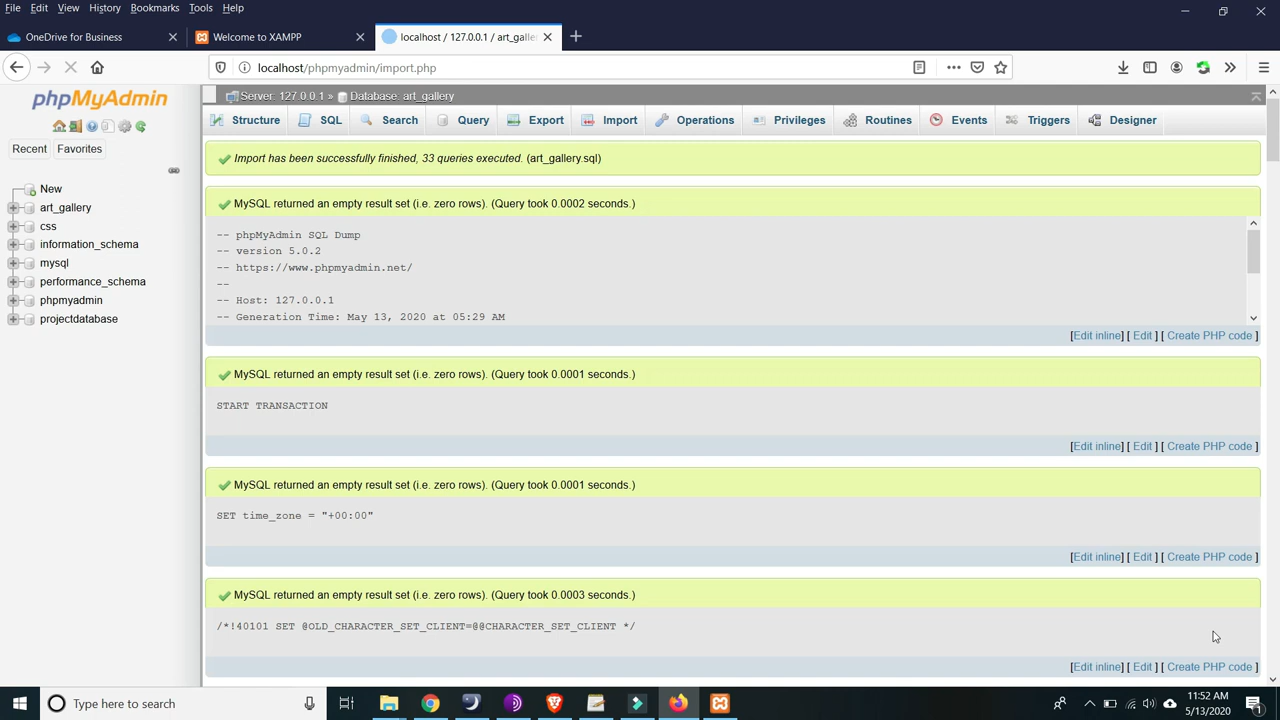 File Edit View History Bookmarks Tools Help
OneDrive for Business
Welcome to XAMPP
localhost / 127.0.0.1 / art_galle
localhost/phpmyadmin/import.php
phpMyAdmin
Server: 127.0.0.1 » Database: art_gallery
Structure SQL Search Query Export Import Operations Privileges Routines Events Triggers Designer
Recent Favorites
New
art_gallery
css
information_schema
mysql
performance_schema
phpmyadmin
projectdatabase
Import has been successfully finished, 33 queries executed. (art_gallery.sql)
MySQL returned an empty result set (i.e. zero rows). (Query took 0.0002 seconds.)
-- phpMyAdmin SQL Dump
-- version 5.0.2
-- https://www.phpmyadmin.net/
--
-- Host: 127.0.0.1
-- Generation Time: May 13, 2020 at 05:29 AM
[Edit inline] [ Edit ] [ Create PHP code ]
MySQL returned an empty result set (i.e. zero rows). (Query took 0.0001 seconds.)
START TRANSACTION
[Edit inline] [ Edit ] [ Create PHP code ]
MySQL returned an empty result set (i.e. zero rows). (Query took 0.0001 seconds.)
SET time_zone = "+00:00"
[Edit inline] [ Edit ] [ Create PHP code ]
MySQL returned an empty result set (i.e. zero rows). (Query took 0.0003 seconds.)
/*!40101 SET @OLD_CHARACTER_SET_CLIENT=@@CHARACTER_SET_CLIENT */
[Edit inline] [ Edit ] [ Create PHP code ]
Type here to search
11:52 AM
5/13/2020
1